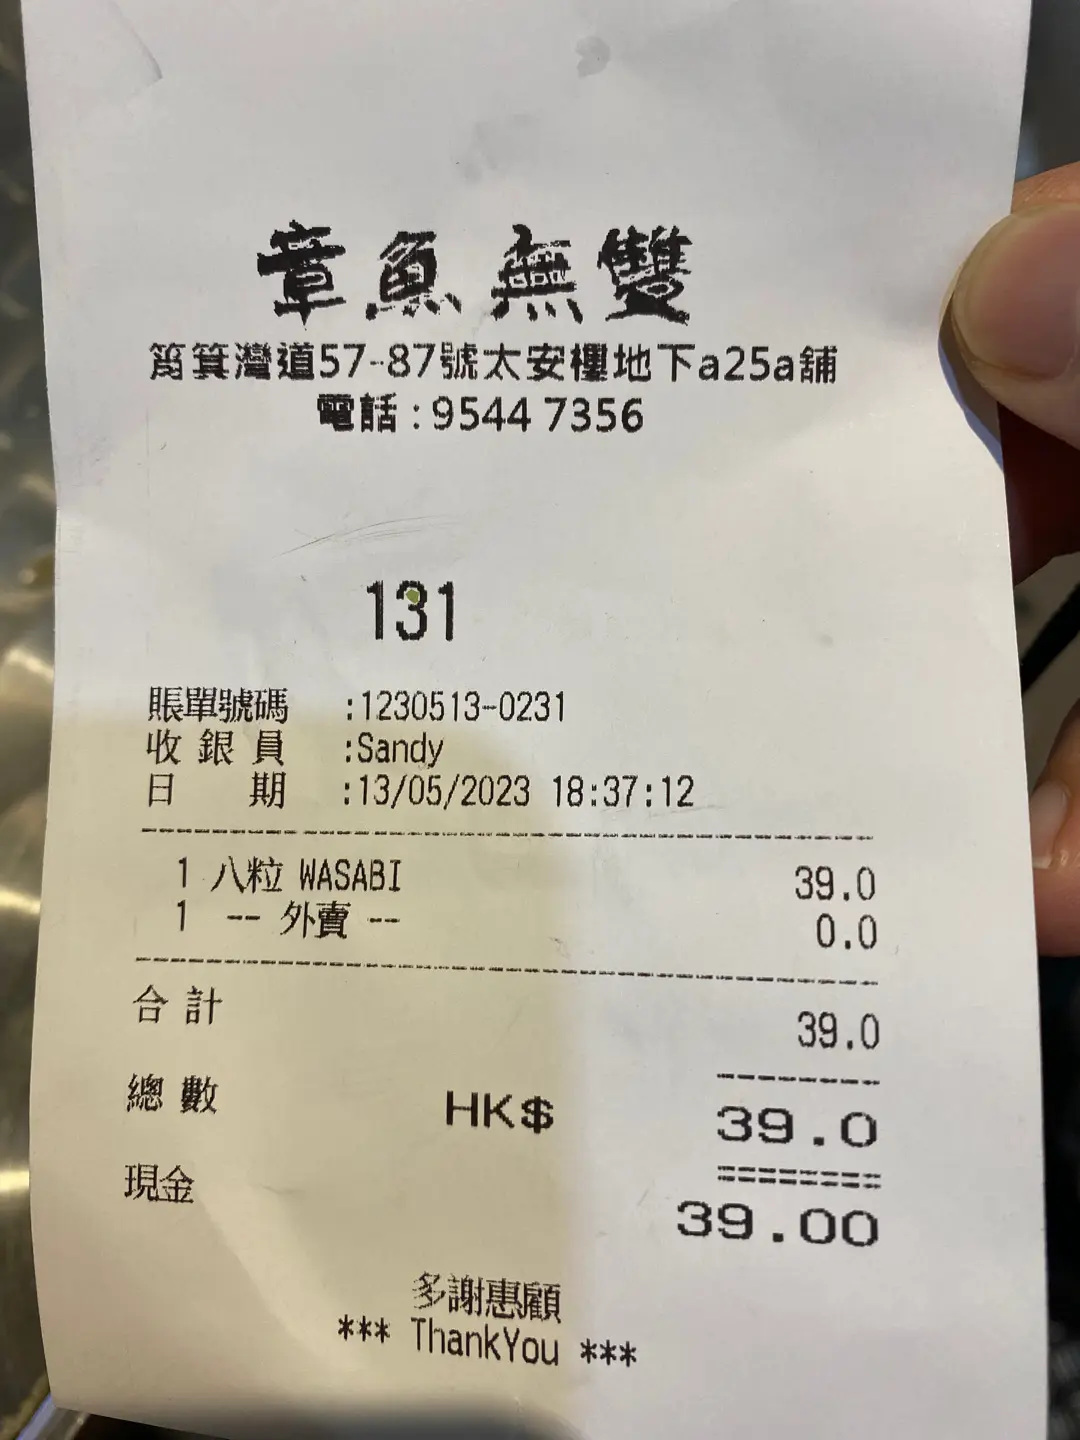 章魚無雙
筲箕灣道57-87號太安樓地下a25a舖
電話:9544 7356
131
賬單號碼 :1230513-0231
收銀員 :Sandy
日期 :13/05/2023 18:37:12
1 八粒 WASABI 39.0
1 -- 外賣 -- 0.0
合計 39.0
總數 HK$ 39.0
現金 39.00
多謝惠顧
*** ThankYou ***